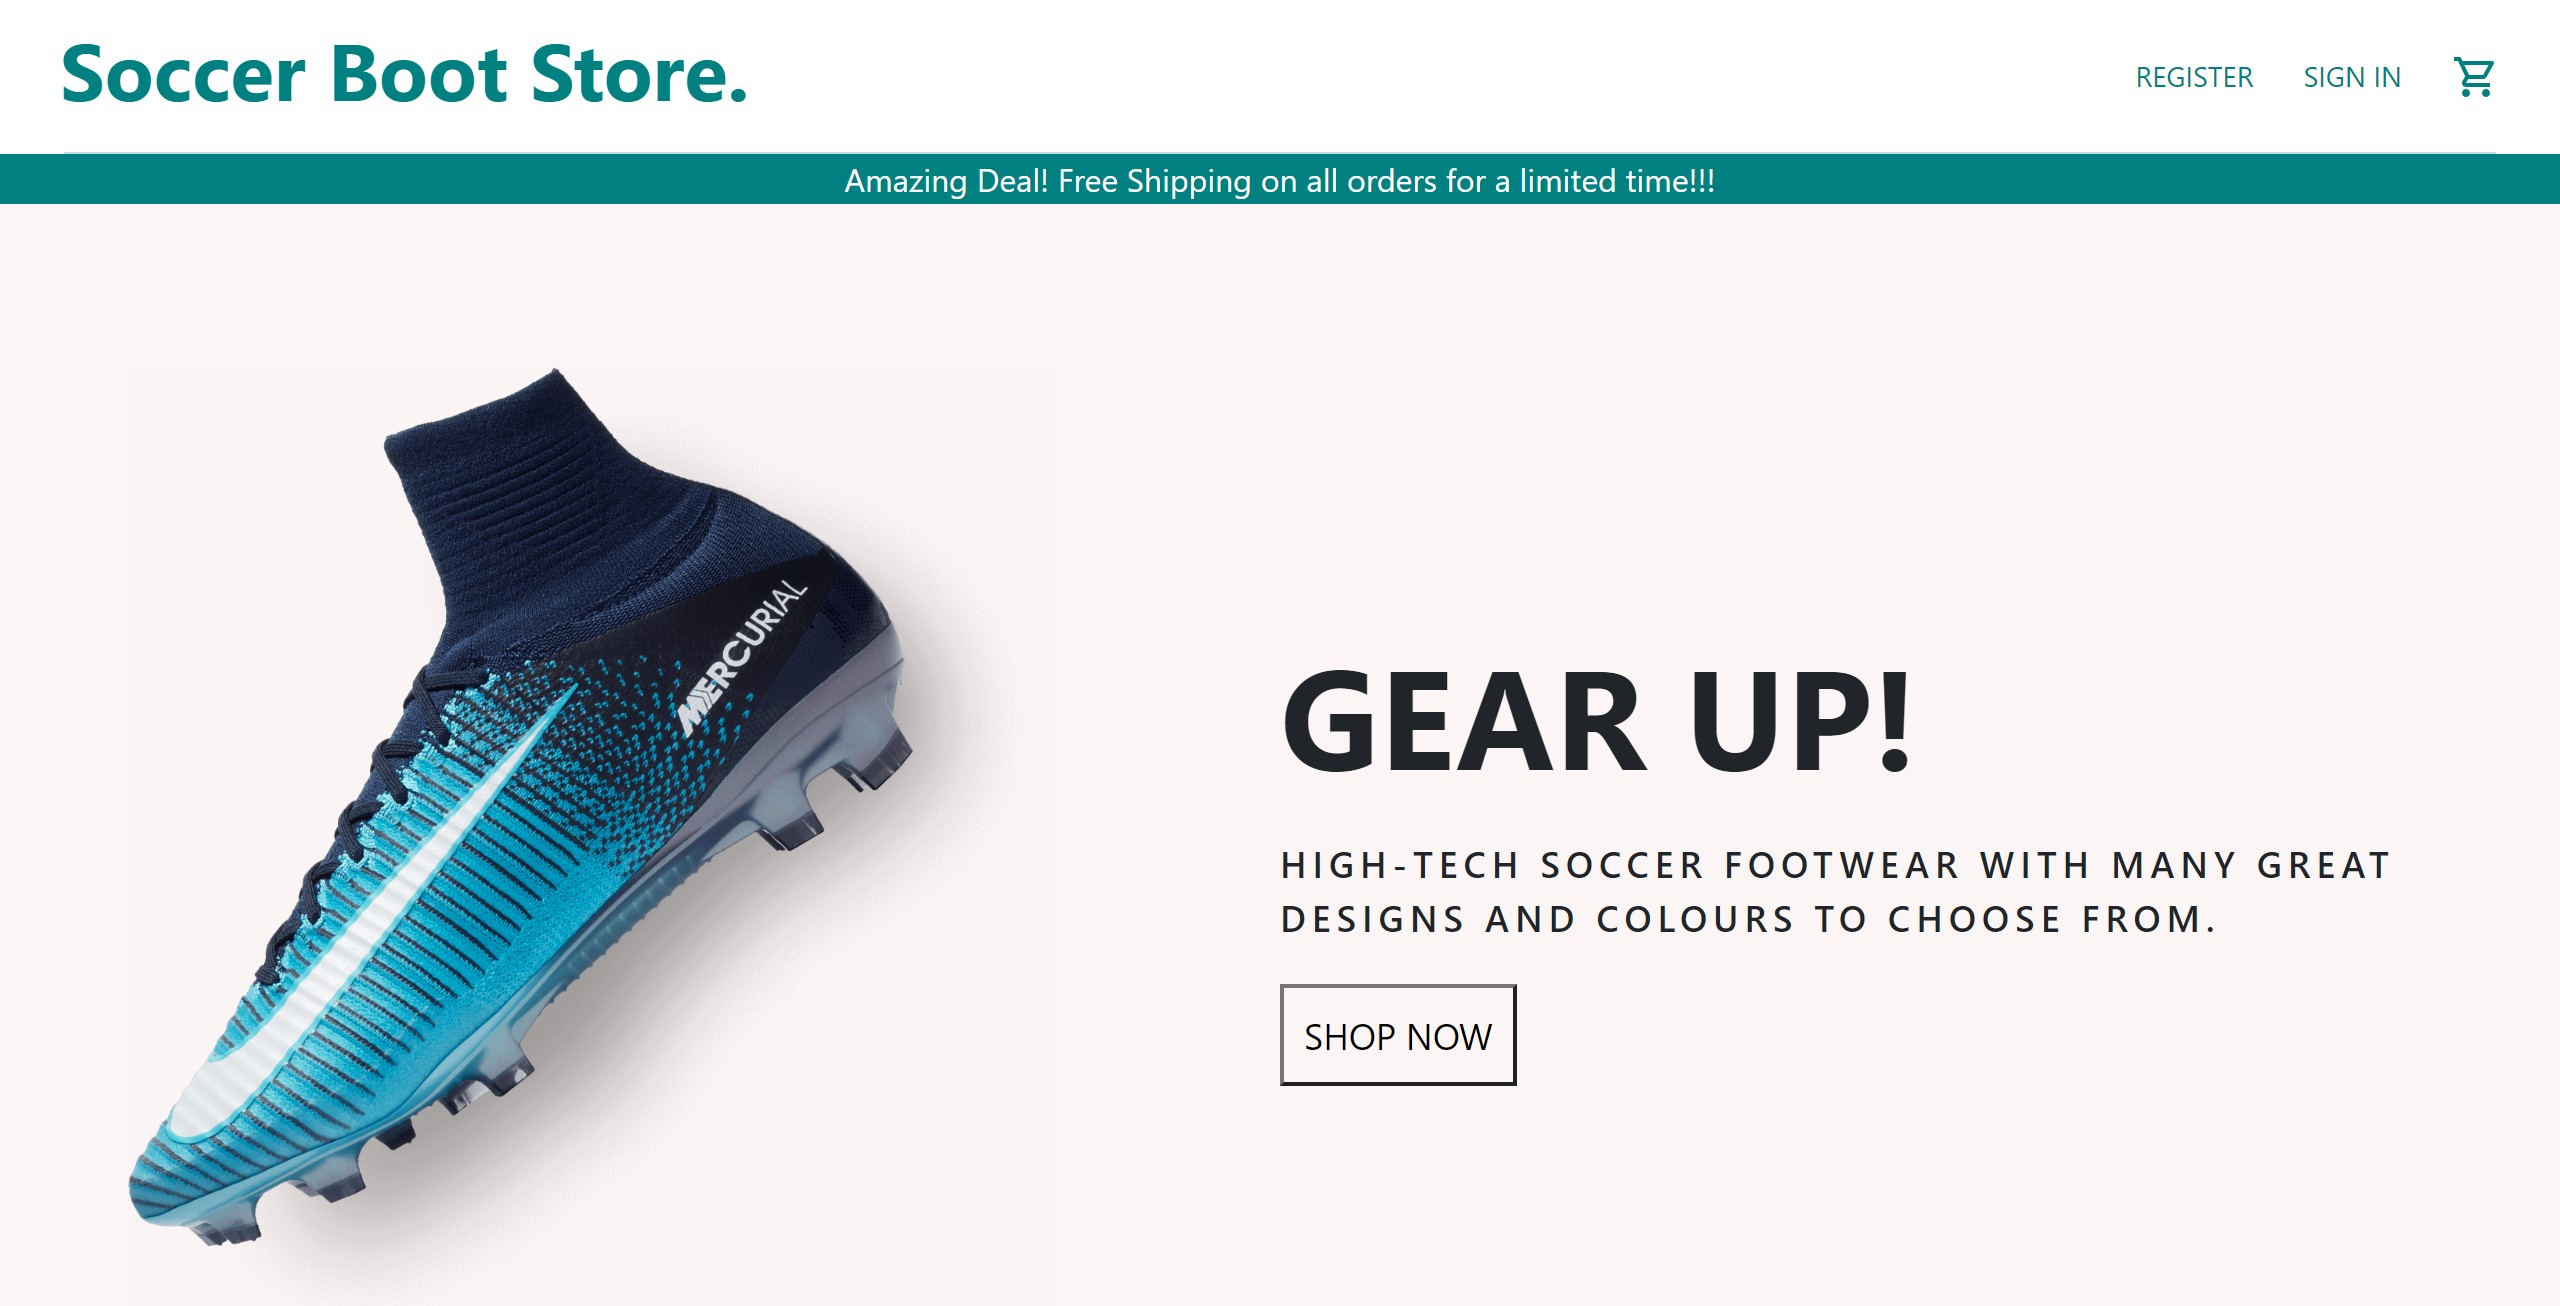 Soccer Boot Store.
REGISTER
SIGN IN
Amazing Deal! Free Shipping on all orders for a limited time!!!
MERCURIAL
GEAR UP!
HIGH-TECH SOCCER FOOTWEAR WITH MANY GREAT
DESIGNS AND COLOURS TO CHOOSE FROM.
SHOP NOW